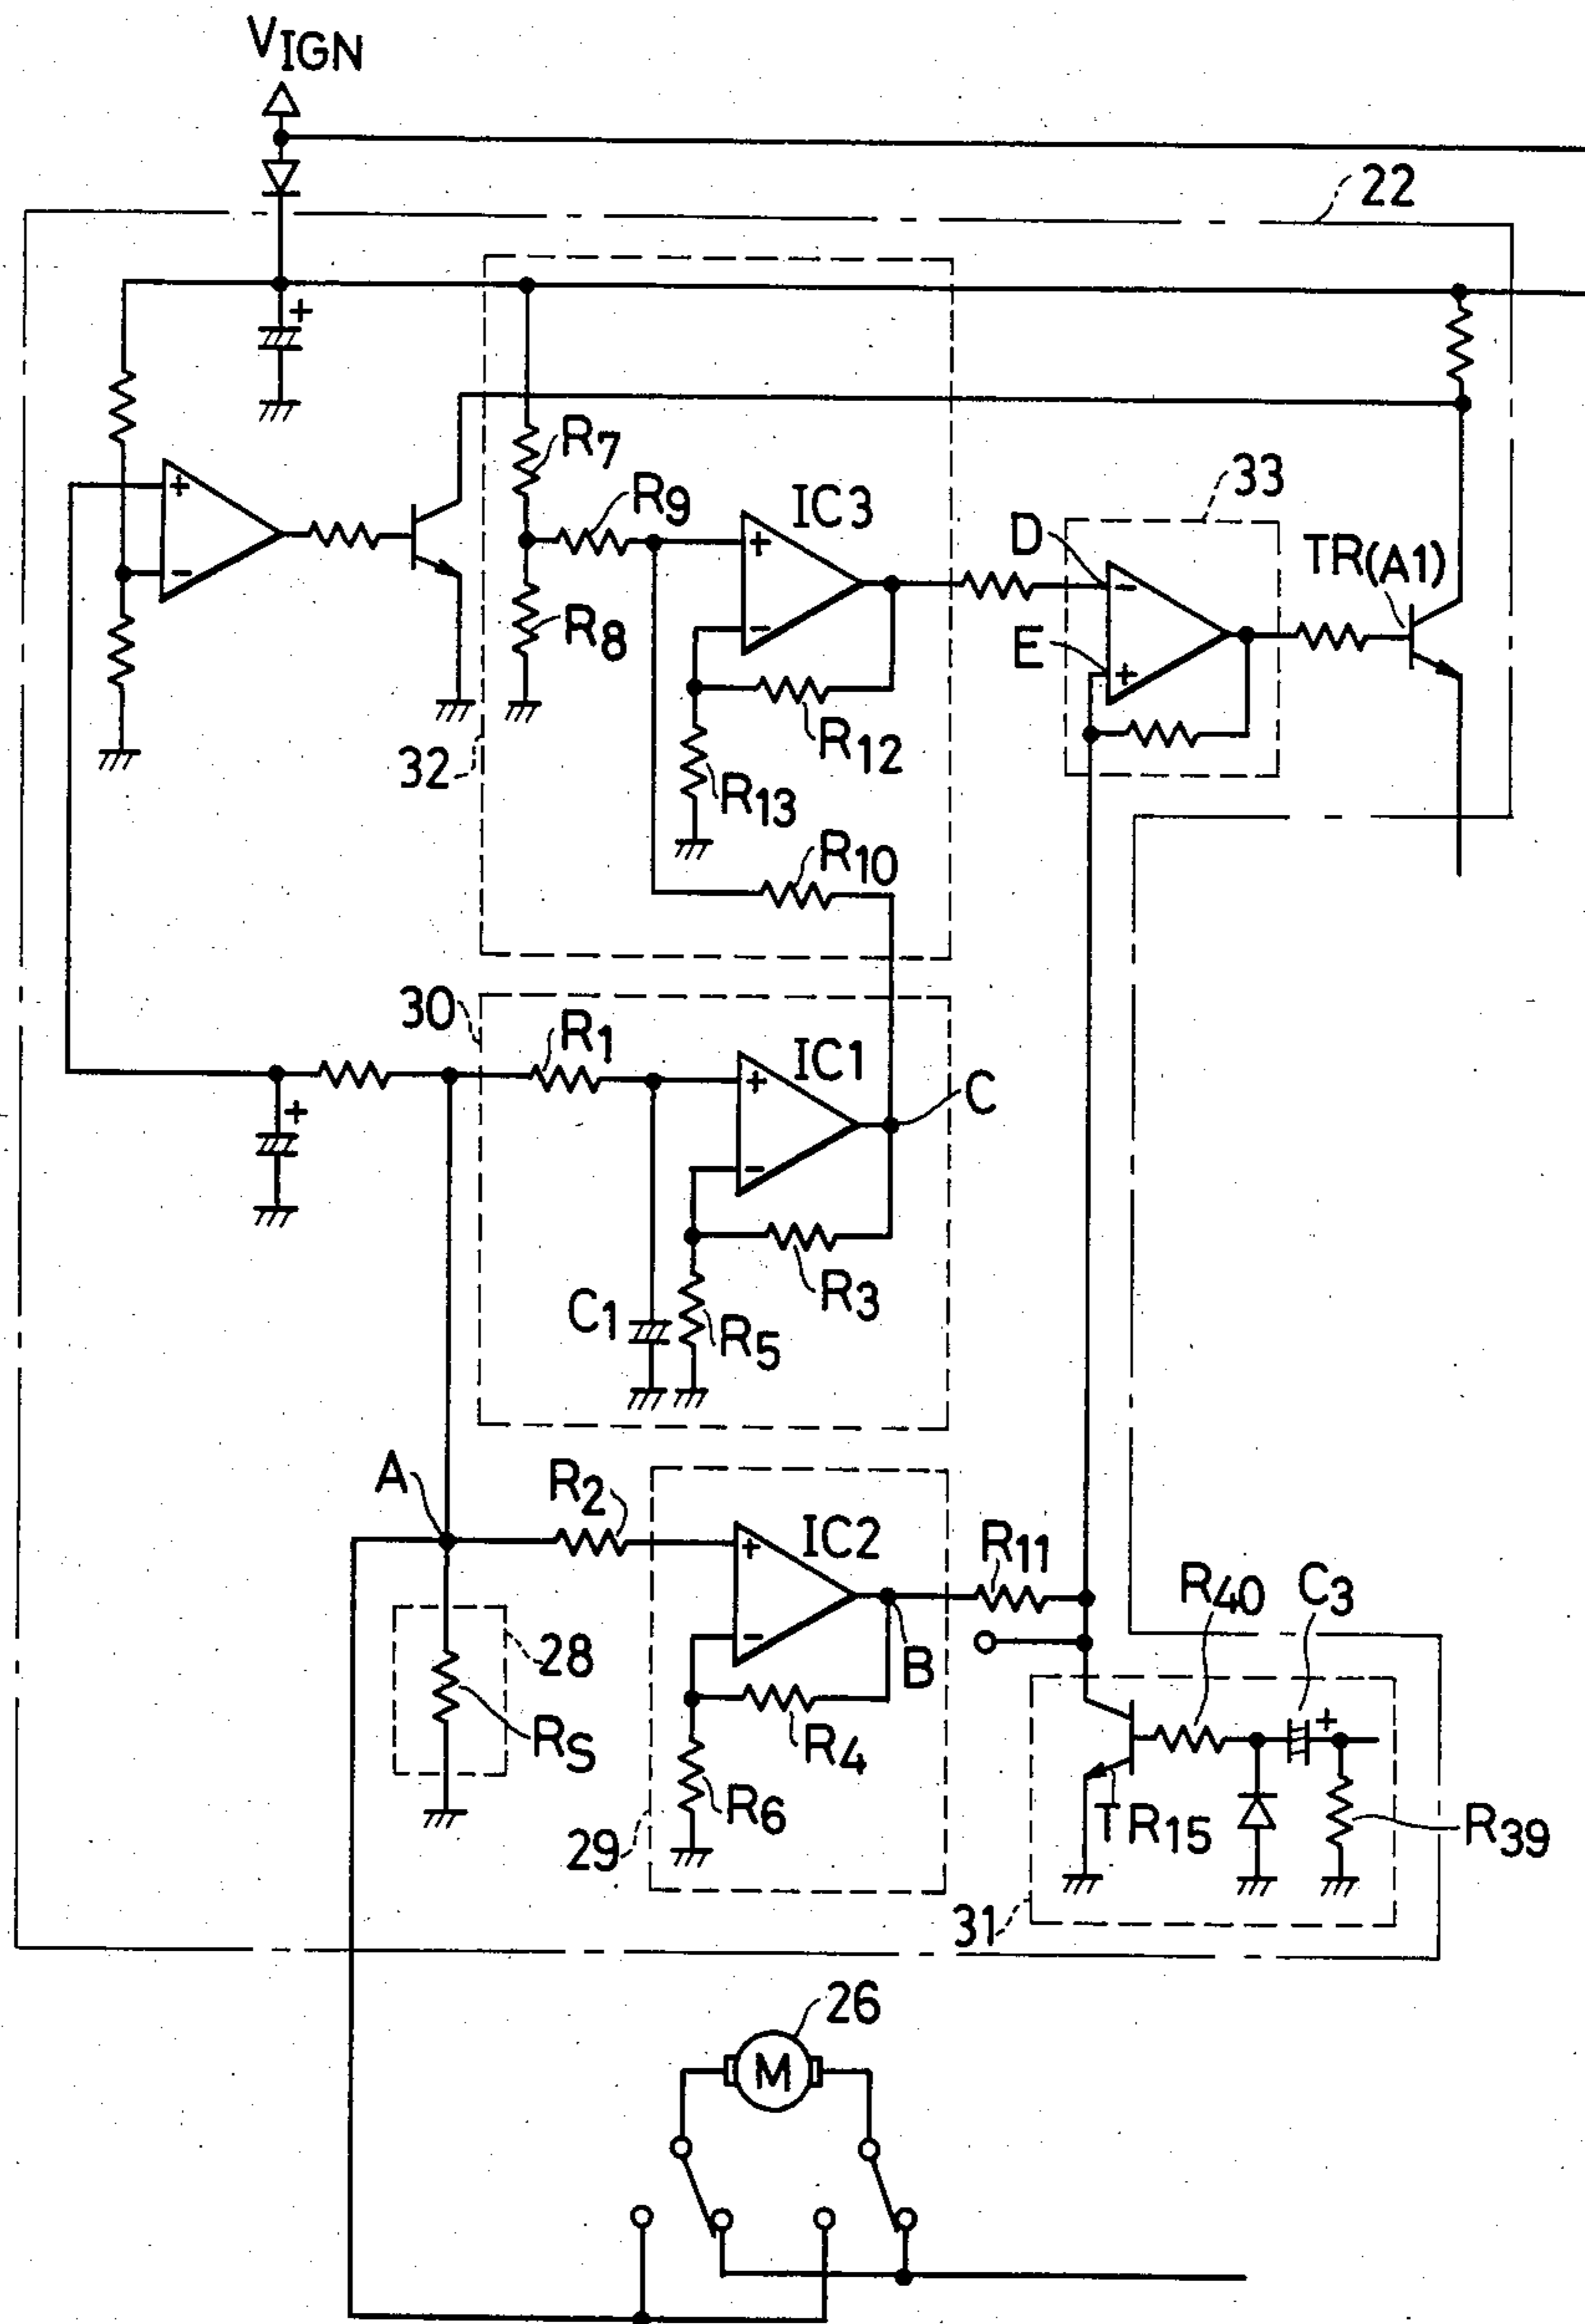 VIGN
22
+
R7
R9
IC3
33
D
TR(A1)
+
+
-
-
R8
E
+
-
32
R12
R13
R10
30
R1
IC1
C
+
+
-
R3
C1
R5
A
R2
IC2
R11
R40
C3
+
-
28
B
+
RS
R4
R6
TR15
R39
29
31
26
M